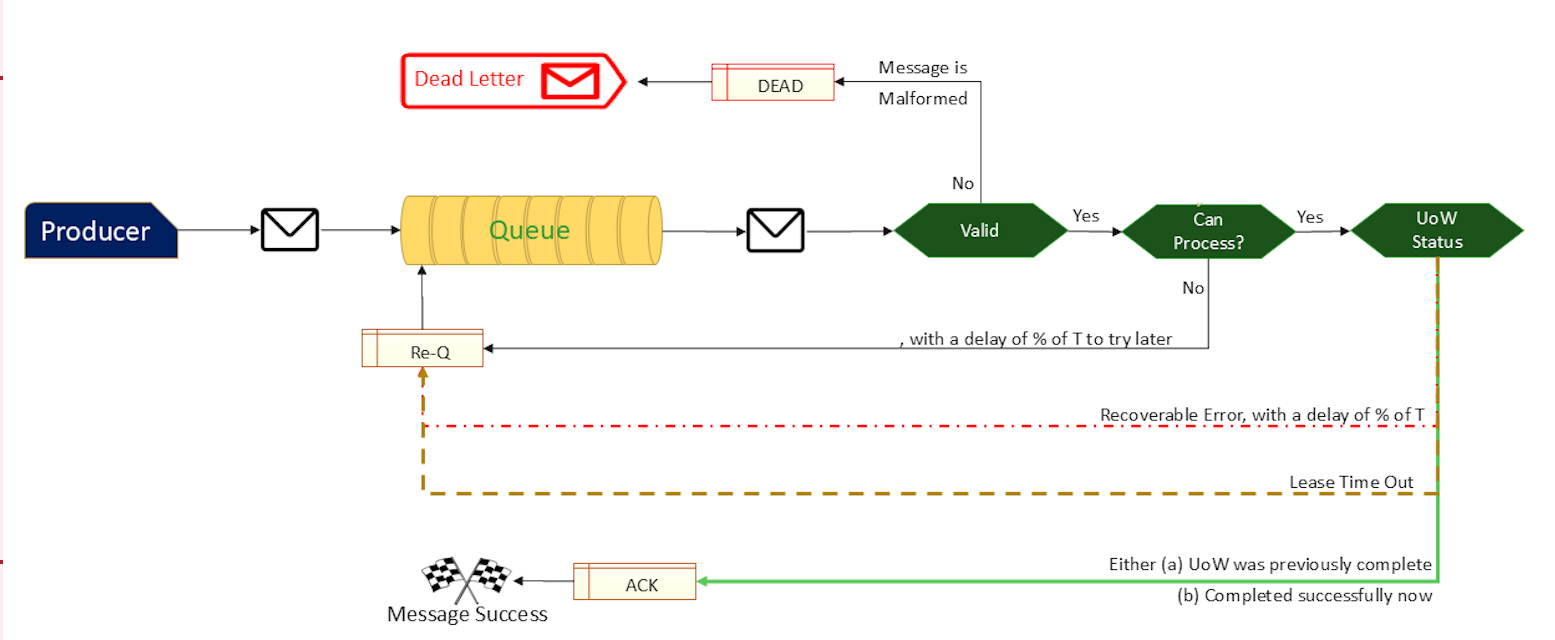 Dead Letter
DEAD
Message is
Malformed
No
Producer
Queue
Valid
Yes
Can
Process?
Yes
UoW
Status
No
Re-Q
, with a delay of % of T to try later
Recoverable Error, with a delay of % of T
Lease Time Out
Either (a) UoW was previously complete
(b) Completed successfully now
ACK
Message Success